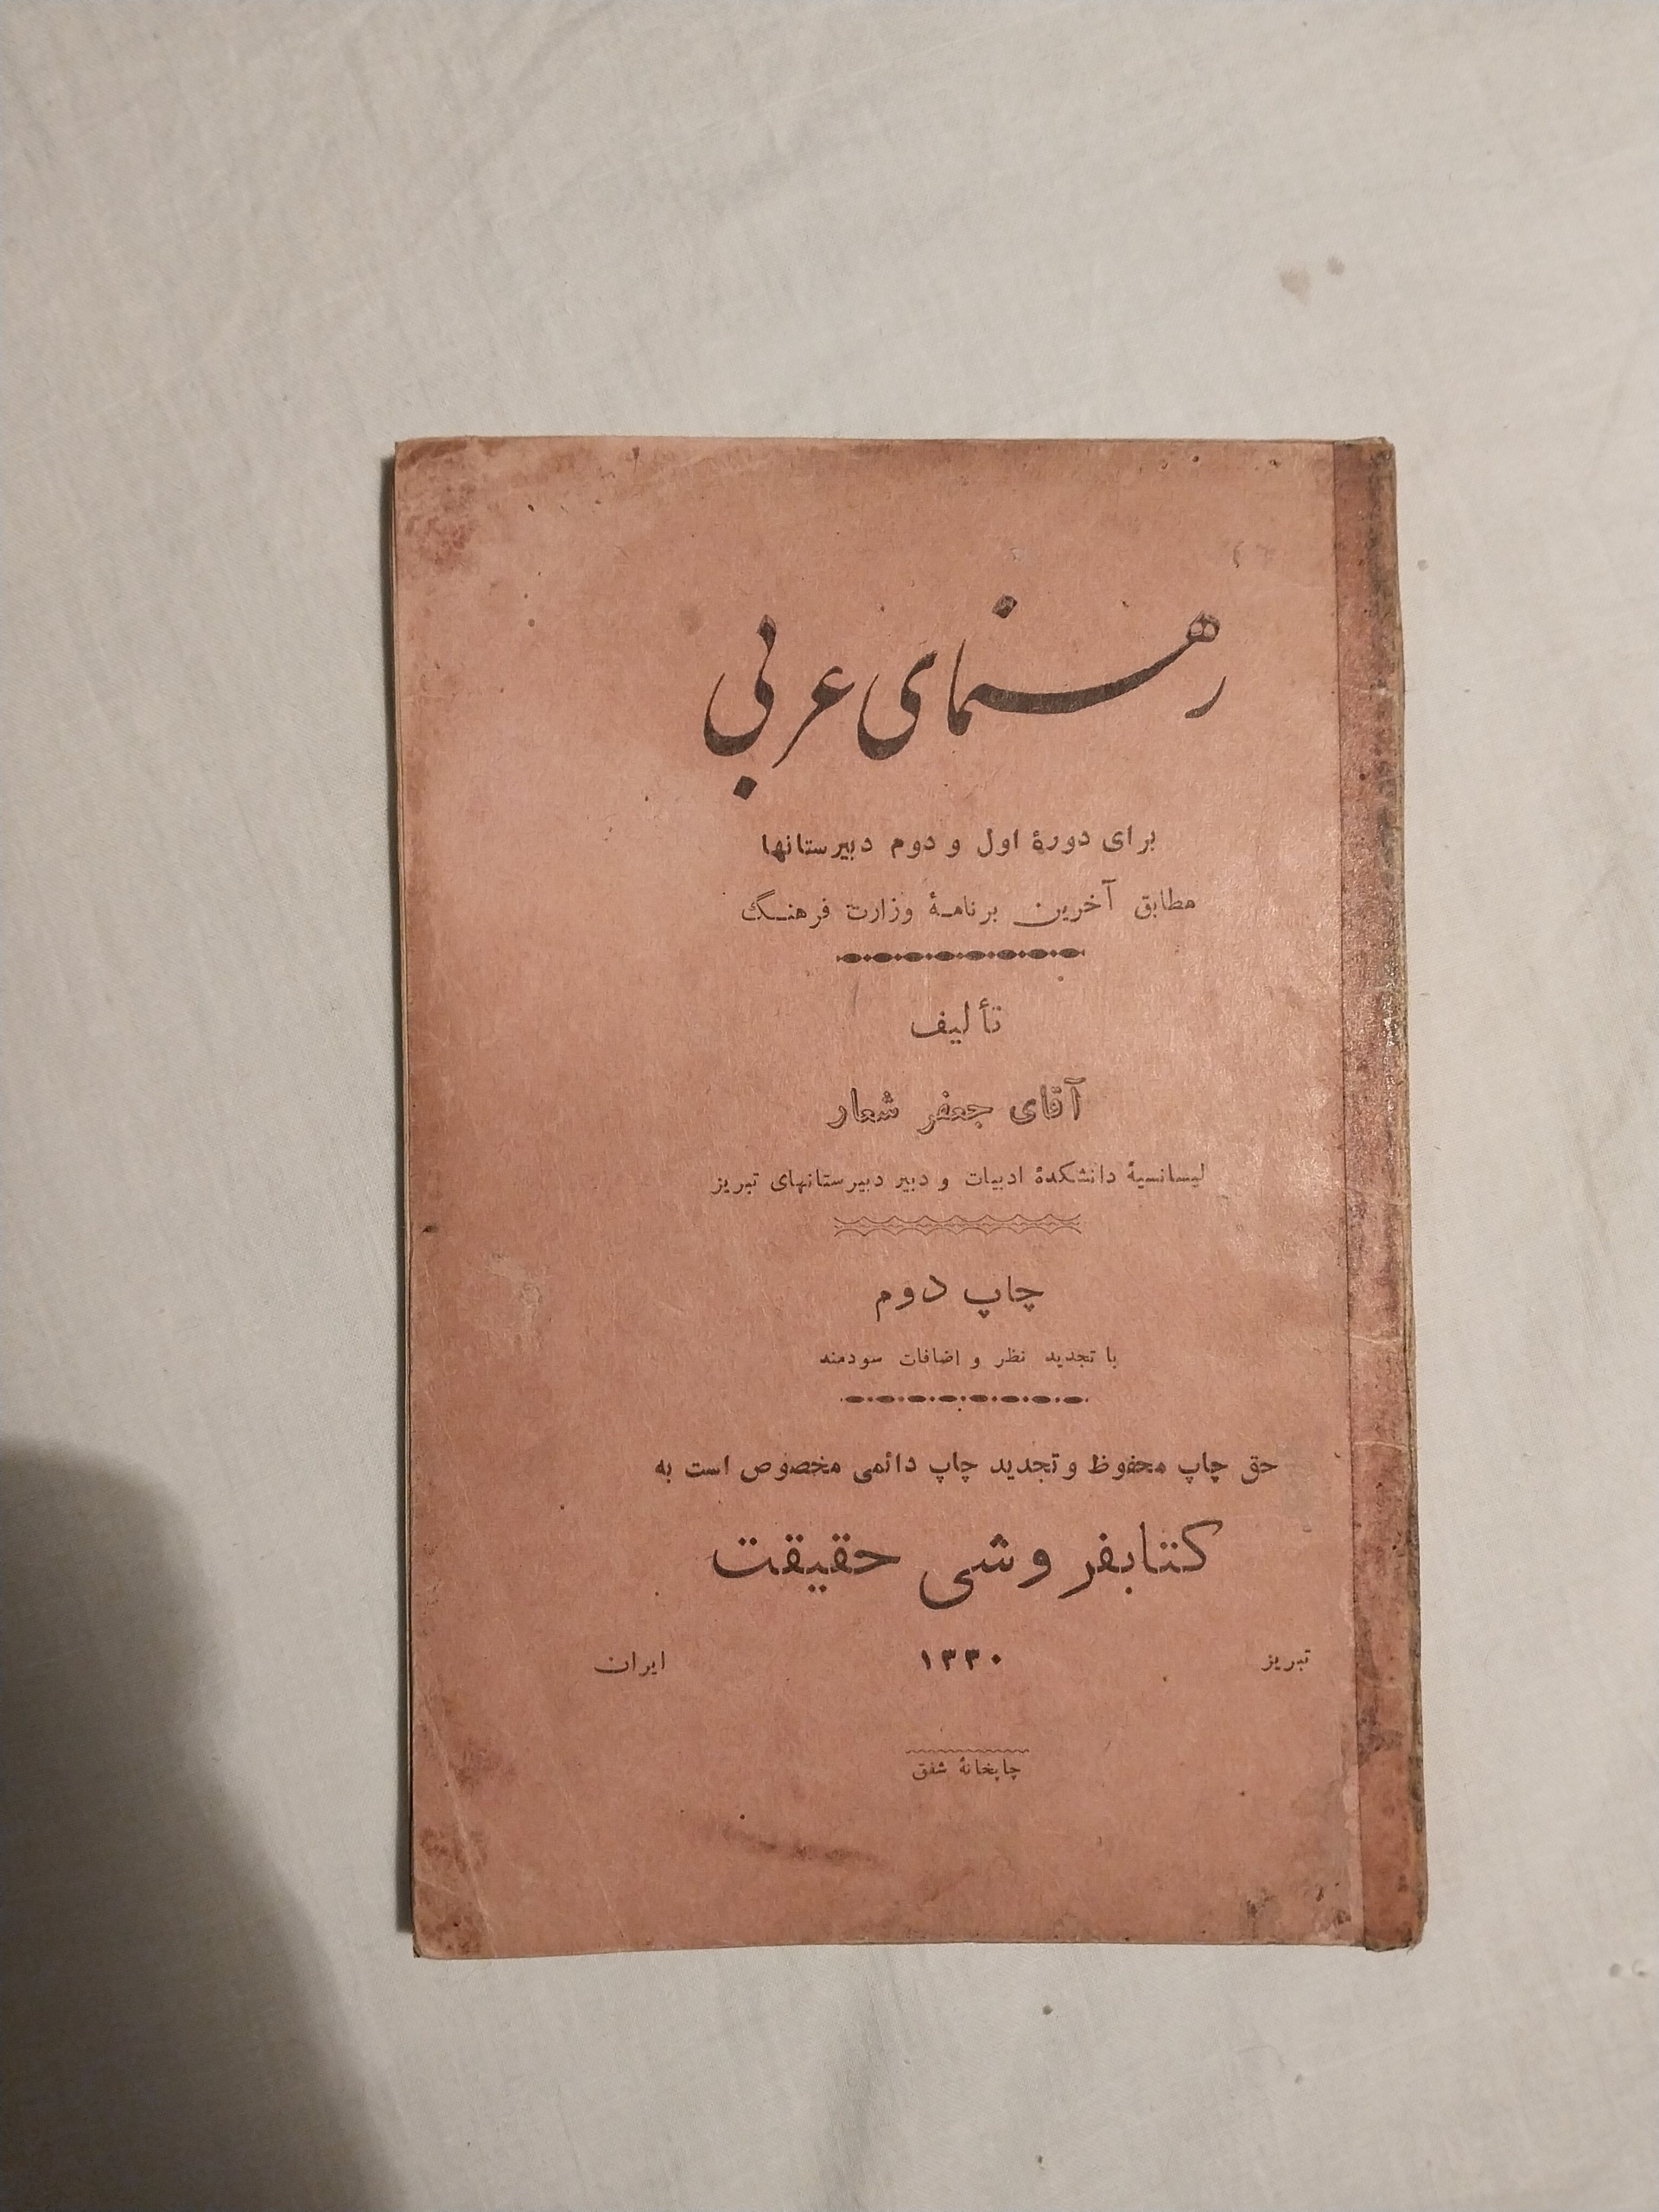 رهنمای عربی
برای دورهٔ اول و دوم دبیرستانها
مطابق آخرین برنامهٔ وزارت فرهنگ
تألیف
آقای جعفر شعار
لیسانسیهٔ دانشکدهٔ ادبیات و دبیر دبیرستانهای تبریز
چاپ دوم
با تجدید نظر و اضافات سودمند
حق چاپ محفوظ و تجدید چاپ دائمی مخصوص است به
کتابفروشی حقیقت
تبریز ۱۳۳۰ ایران
چاپخانهٔ شفق